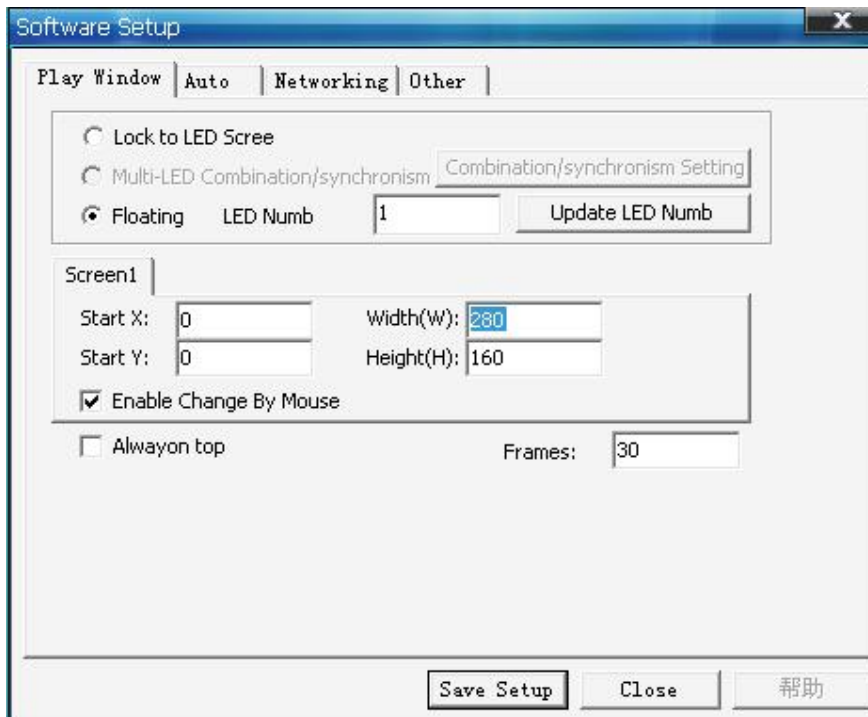 Software Setup X
Play Window Auto Networking Other
Lock to LED Scree
Multi-LED Combination/synchronism Combination/synchronism Setting
Floating LED Numb 1 Update LED Numb
Screen1
Start X: 0 Width(W): 280
Start Y: 0 Height(H): 160
Enable Change By Mouse
Alwayon top Frames: 30
Save Setup Close 帮助